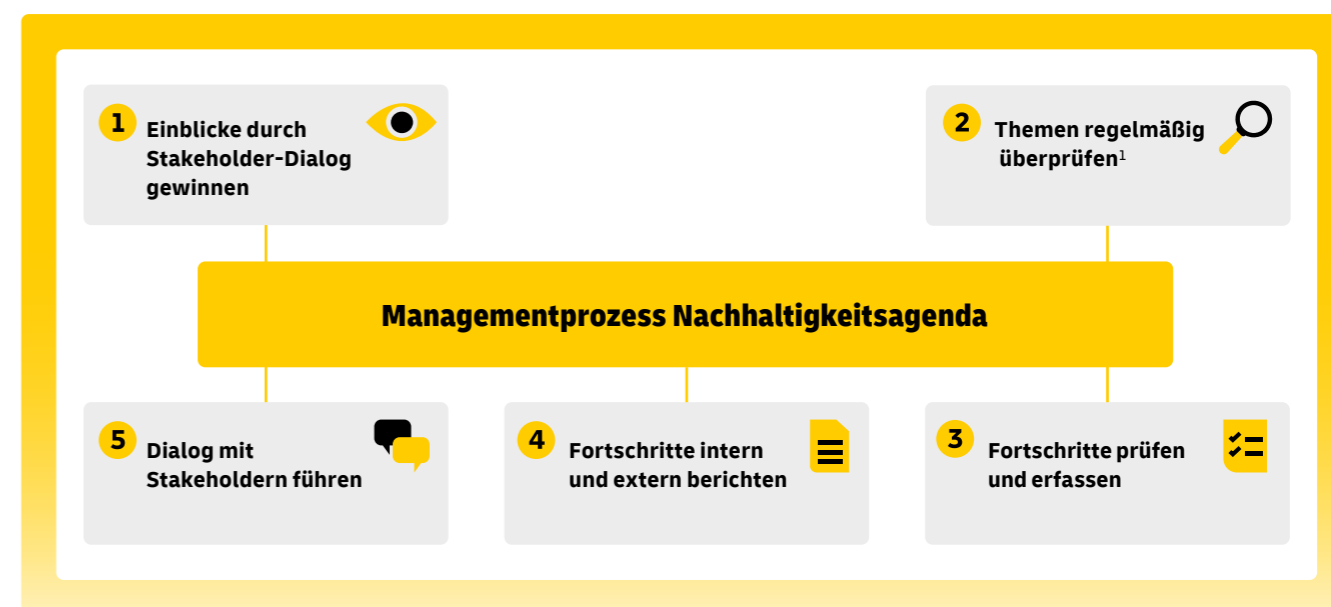 1
Einblicke durch
Stakeholder-Dialog
gewinnen
2
Themen regelmäßig
überprüfen¹
Managementprozess Nachhaltigkeitsagenda
5
Dialog mit
Stakeholdern führen
4
Fortschritte intern
und extern berichten
3
Fortschritte prüfen
und erfassen